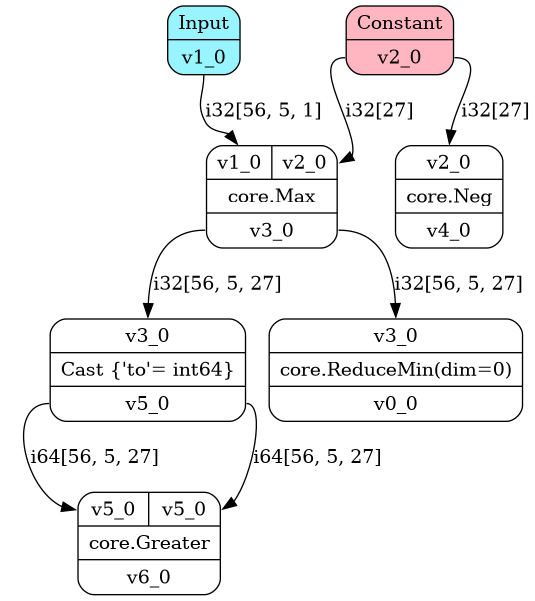 Input
v1_0
Constant
v2_0
i32[56, 5, 1]
i32[27]
i32[27]
v1_0 v2_0
core.Max
v3_0
v2_0
core.Neg
v4_0
i32[56, 5, 27]
i32[56, 5, 27]
v3_0
Cast {'to'= int64}
v5_0
v3_0
core.ReduceMin(dim=0)
v0_0
i64[56, 5, 27]
i64[56, 5, 27]
v5_0 v5_0
core.Greater
v6_0